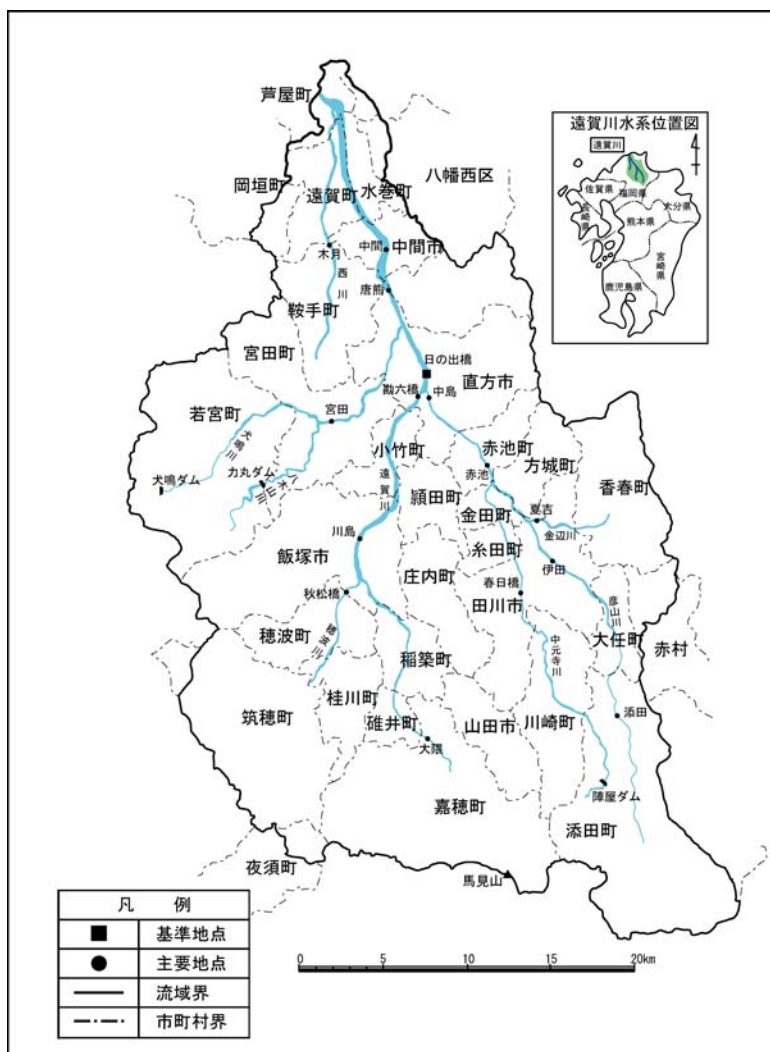 芦屋町
遠賀川水系位置図
遠賀川
佐賀県
福岡県
大分県
長崎県
熊本県
宮崎県
鹿児島県
岡垣町
遠賀町
水巻町
八幡西区
木月
西川
中間
中間市
唐熊
鞍手町
宮田町
日の出橋
直方市
勘六橋
中島
若宮町
宮田
犬鳴川
小竹町
赤池町
方城町
犬鳴ダム
力丸ダム
八木山川
赤池
香春町
遠賀川
頴田町
金田町
夏吉
金辺川
川島
糸田町
飯塚市
庄内町
伊田
秋松橋
春日橋
田川市
彦山川
穂波町
穂波川
中元寺川
大任町
赤村
稲築町
筑穂町
桂川町
碓井町
山田市
川崎町
添田
大隈
陣屋ダム
嘉穂町
添田町
夜須町
馬見山
凡 例
基準地点
主要地点
流域界
市町村界
0 5 10 15 20km